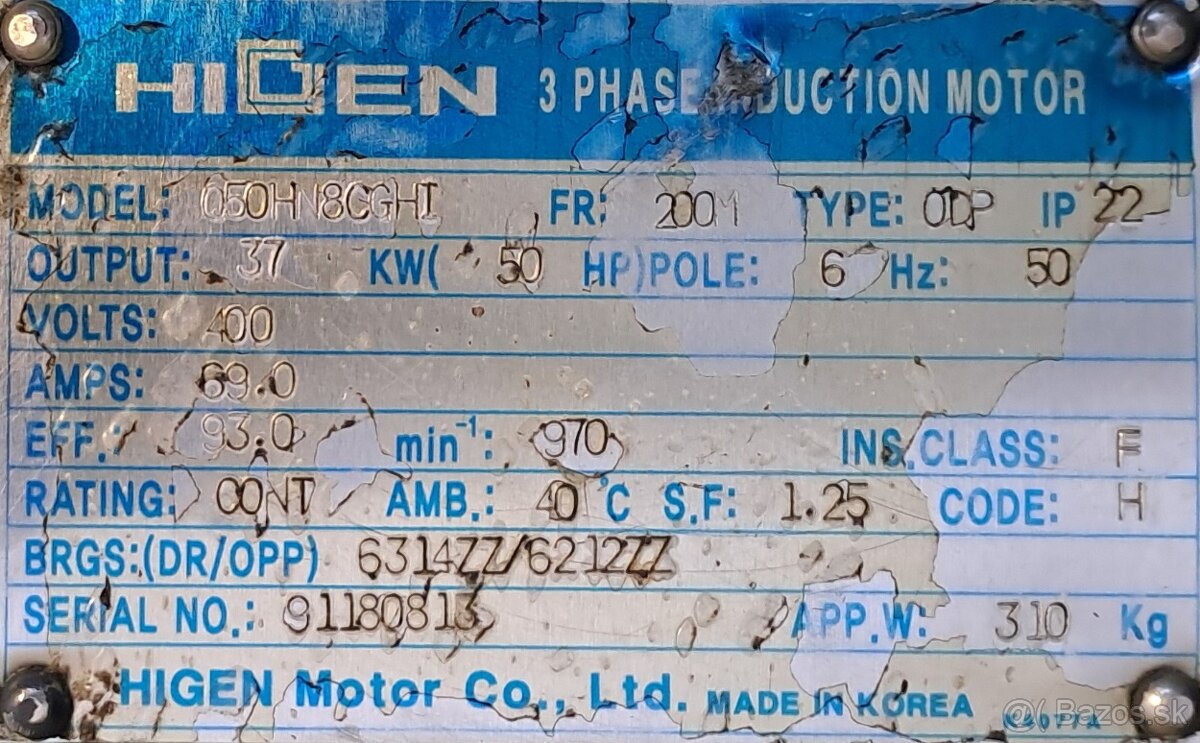 HIGEN 3 PHASE INDUCTION MOTOR
MODEL: 050HN8CGHI FR: 200M TYPE: ODP IP 22
OUTPUT: 37 KW( 50 HP)POLE: 6 Hz: 50
VOLTS: 400
AMPS: 69.0
EFF.: 93.0 min⁻¹: 970 INS.CLASS: F
RATING: CONT AMB.: 40 °C S.F: 1.25 CODE: H
BRGS:(DR/OPP) 6314ZZ/6212ZZ
SERIAL NO.: 91180813
APP.W: 310 Kg
HIGEN Motor Co., Ltd. MADE IN KOREA
@( Bazos.sk